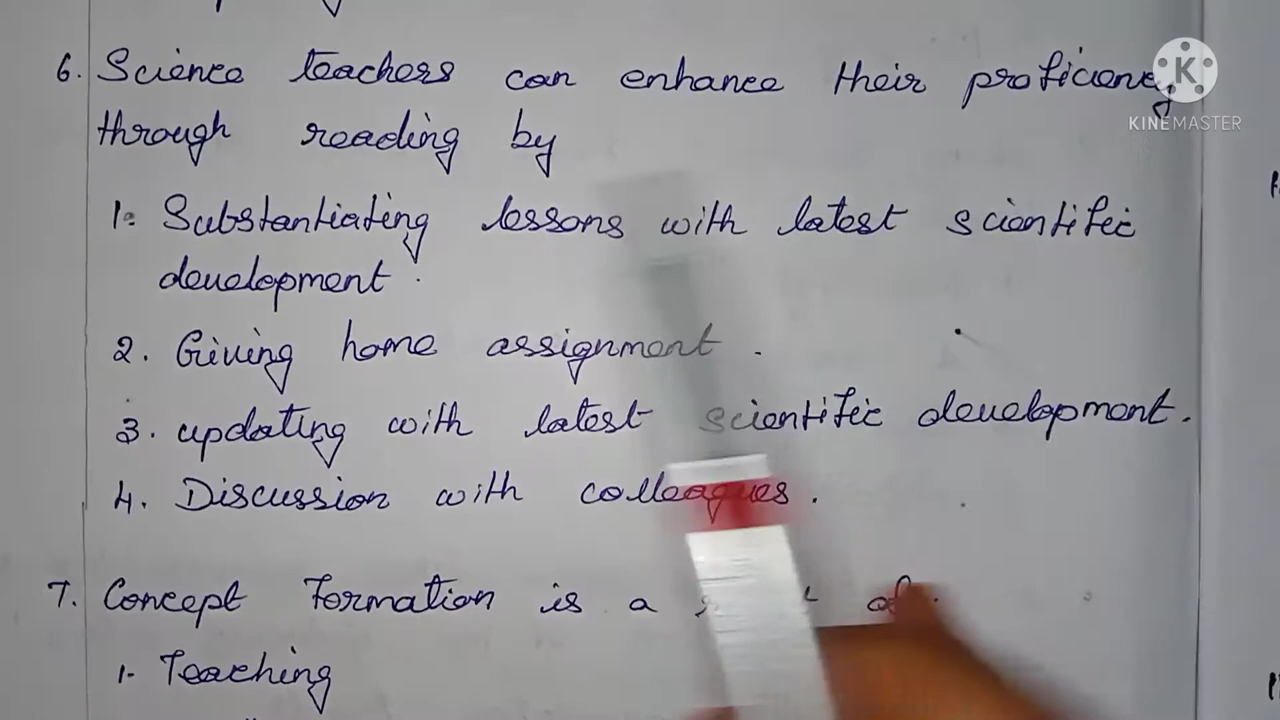 6. Science teachers can enhance their proficiency
through reading by
1. Substantiating lessons with latest scientific
development.
2. Giving home assignment.
3. updating with latest scientific development.
4. Discussion with colleagues.
7. Concept Formation is a of
1. Teaching
KINEMASTER